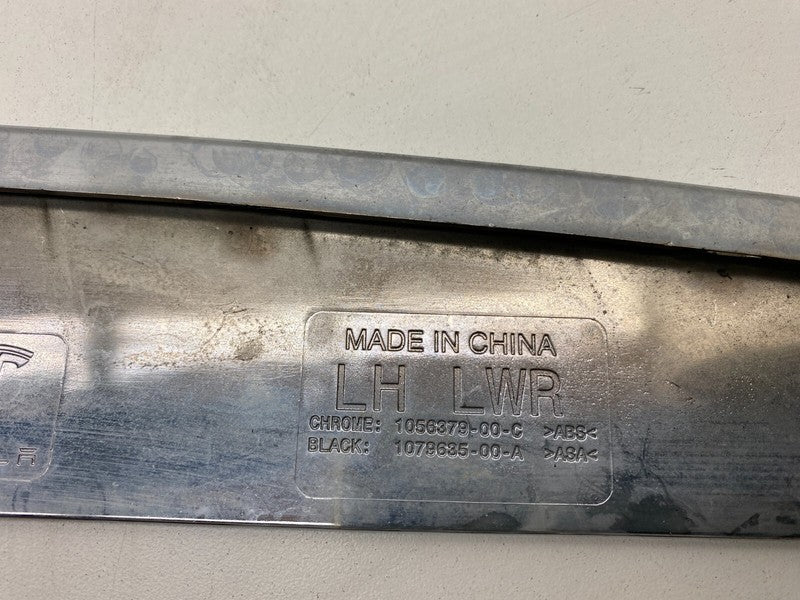 MADE IN CHINA
LH LWR
CHROME: 1056379-00-C >ABS<
BLACK: 1079635-00-A >ASA<
L A